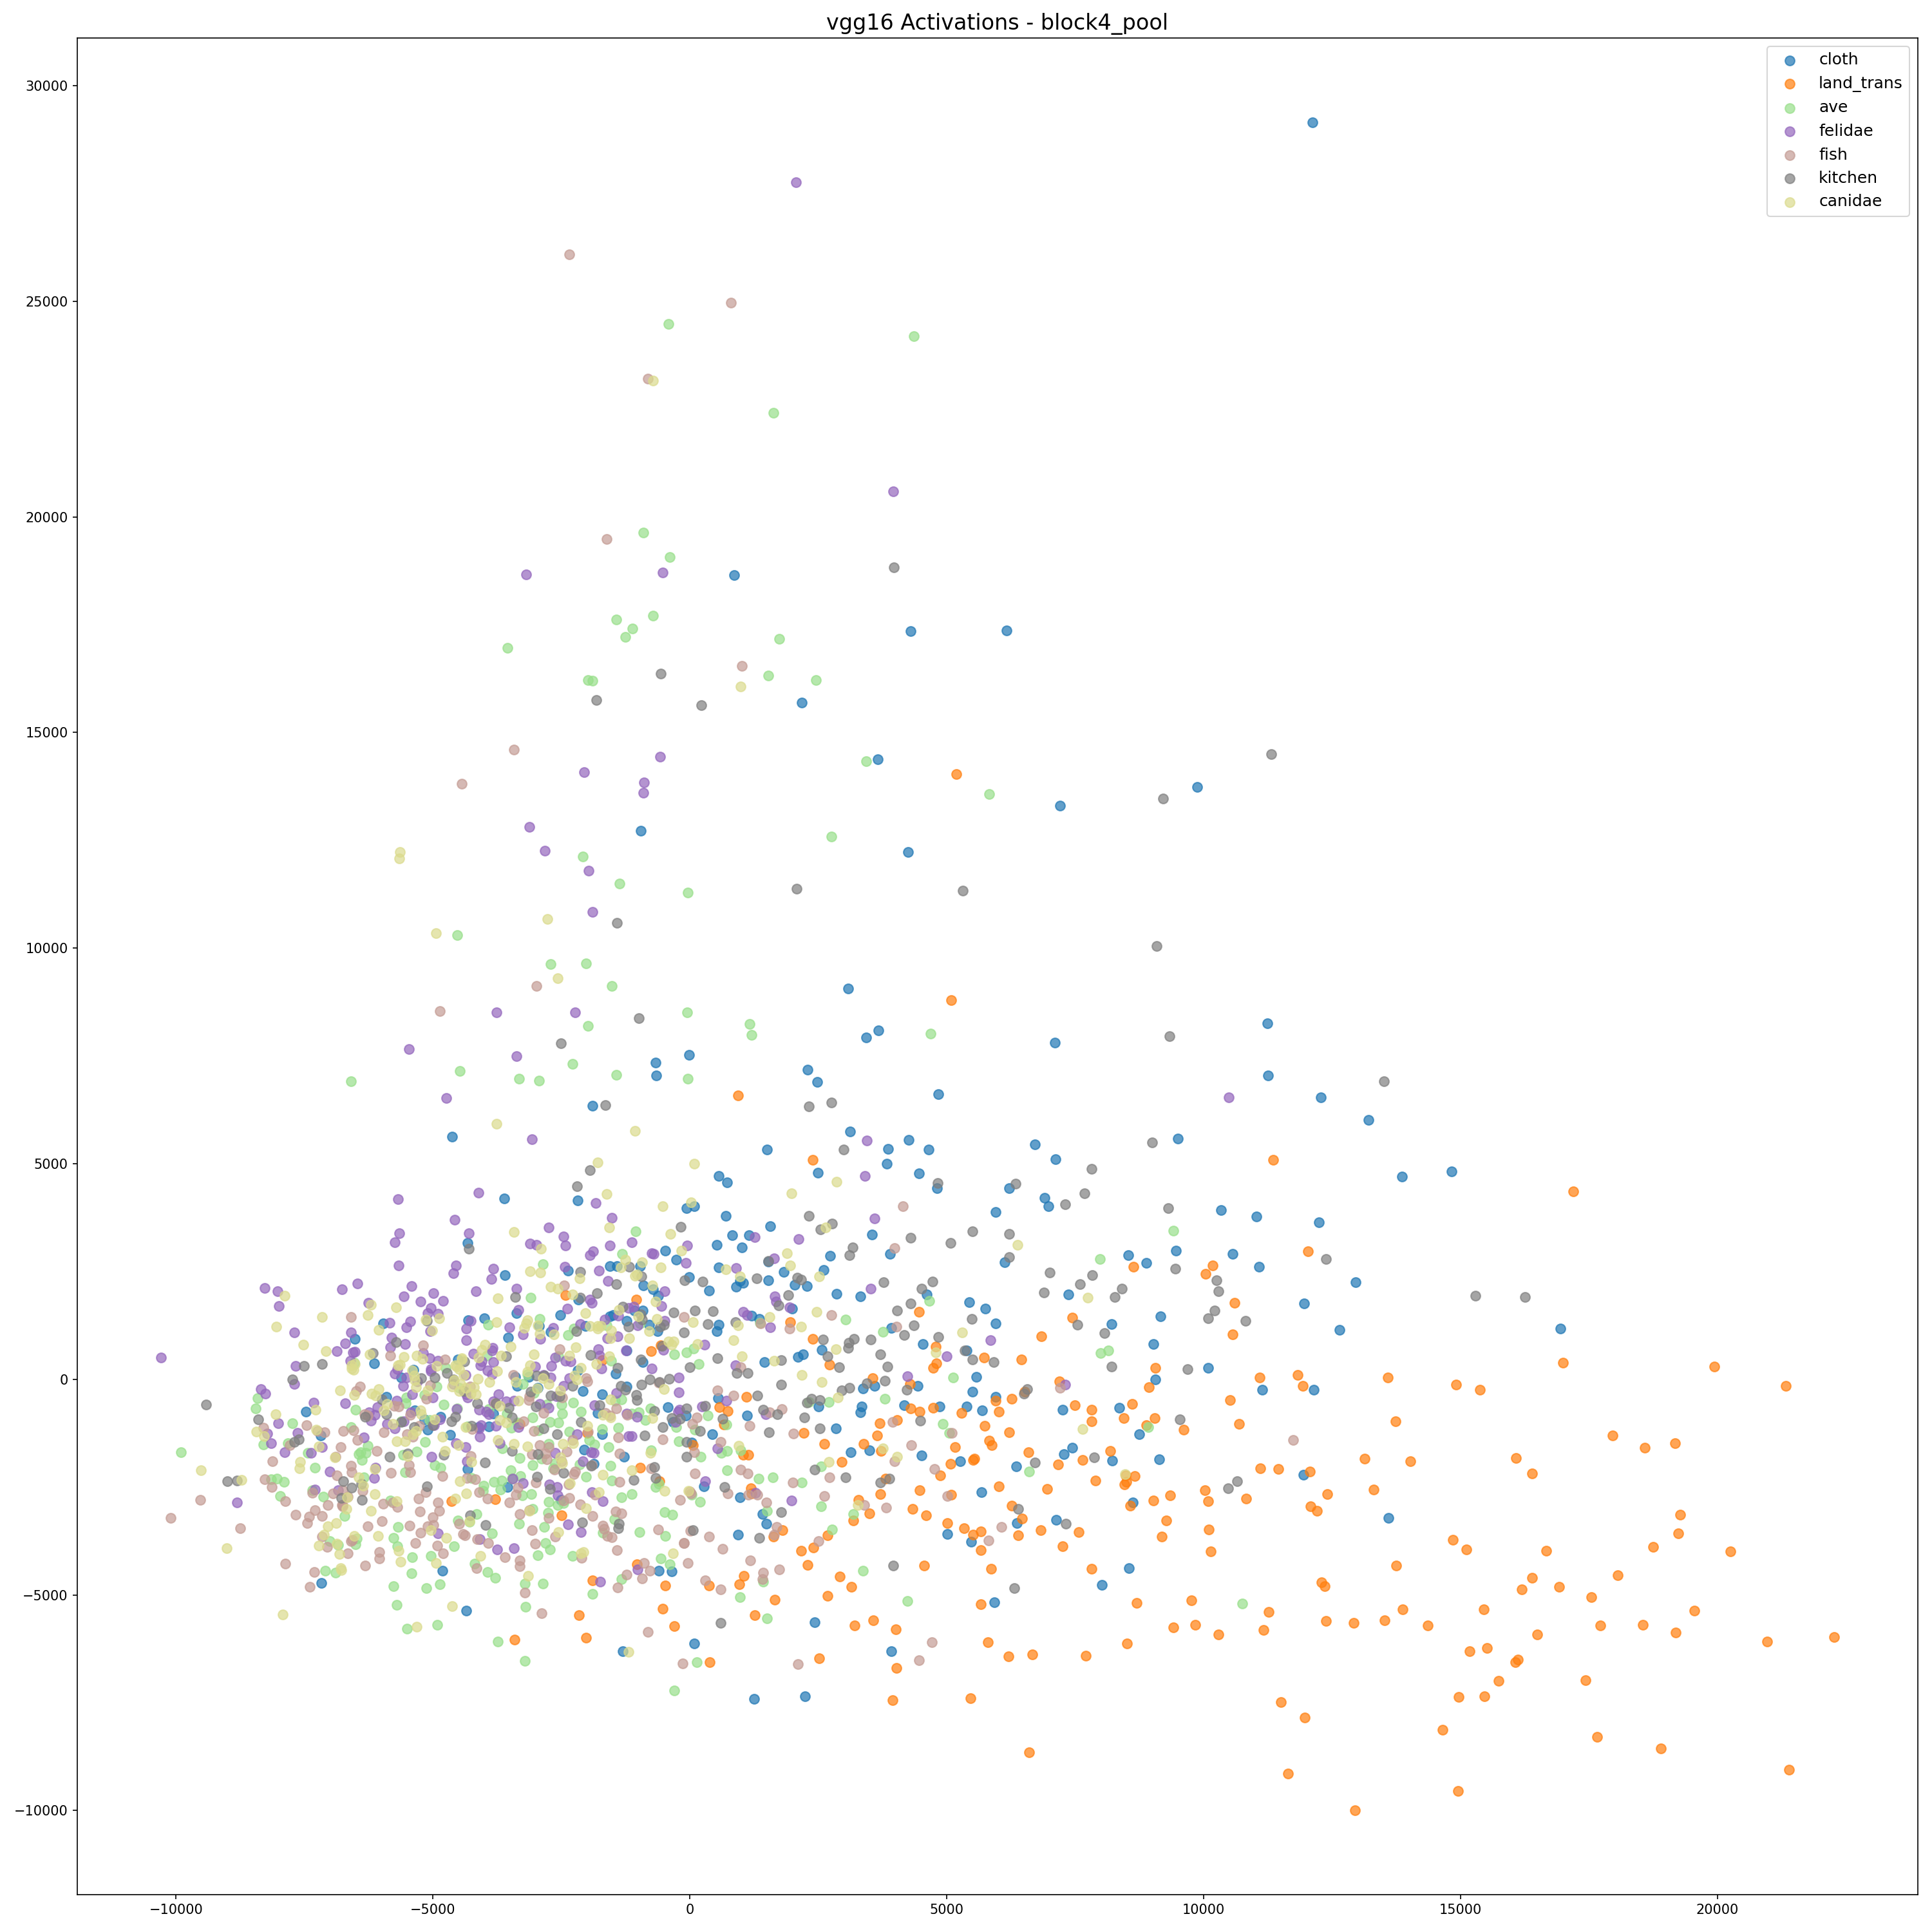 vgg16 Activations - block4_pool
cloth
land_trans
ave
felidae
fish
kitchen
canidae
30000
25000
20000
15000
10000
5000
0
−5000
−10000
−10000 −5000 0 5000 10000 15000 20000